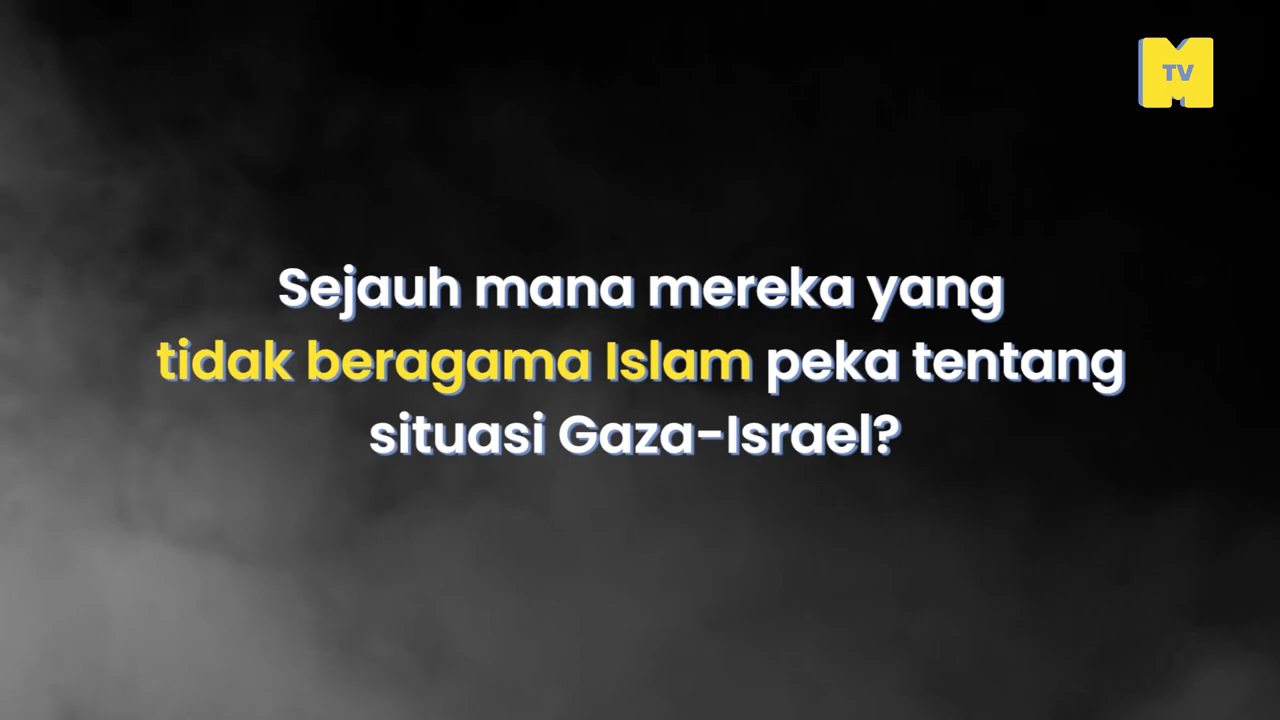 TV
Sejauh mana mereka yang
tidak beragama Islam peka tentang
situasi Gaza-Israel?